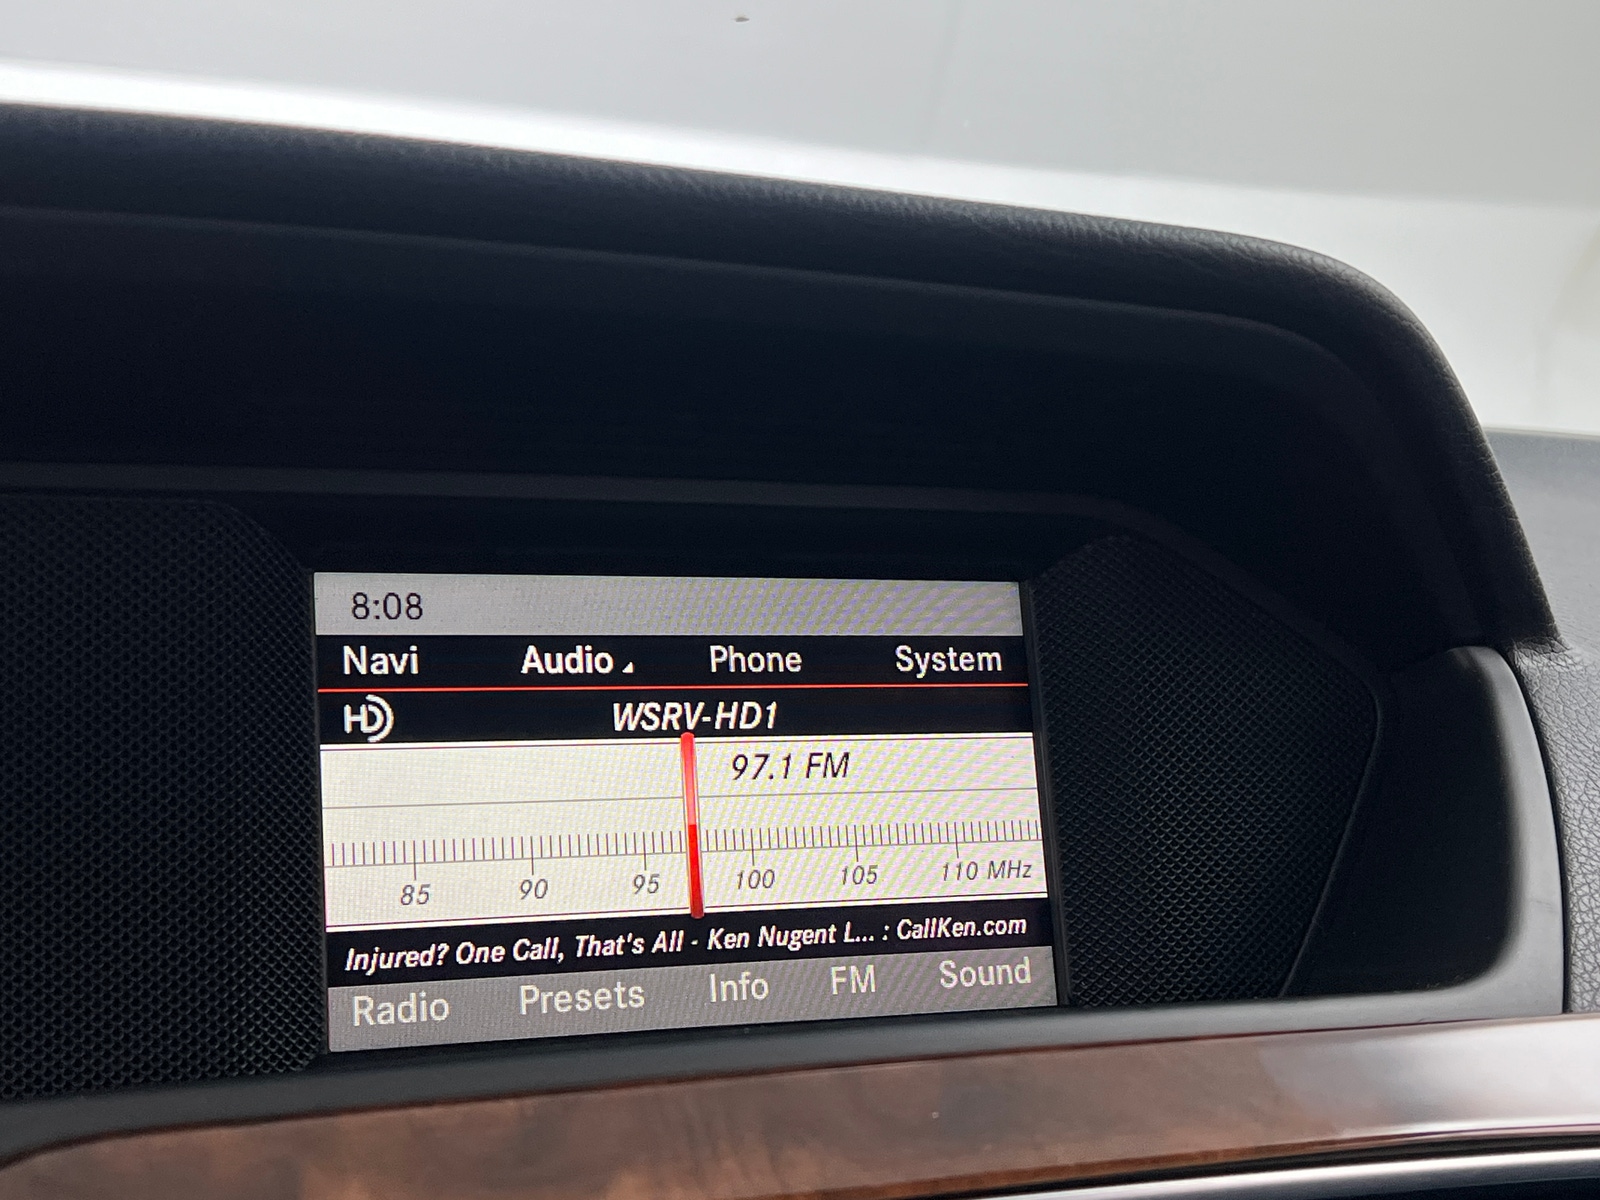 8:08
Navi Audio Phone System
HD WSRV-HD1
97.1 FM
85 90 95 100 105 110 MHz
Injured? One Call, That's All - Ken Nugent L... : CallKen.com
Radio Presets Info FM Sound